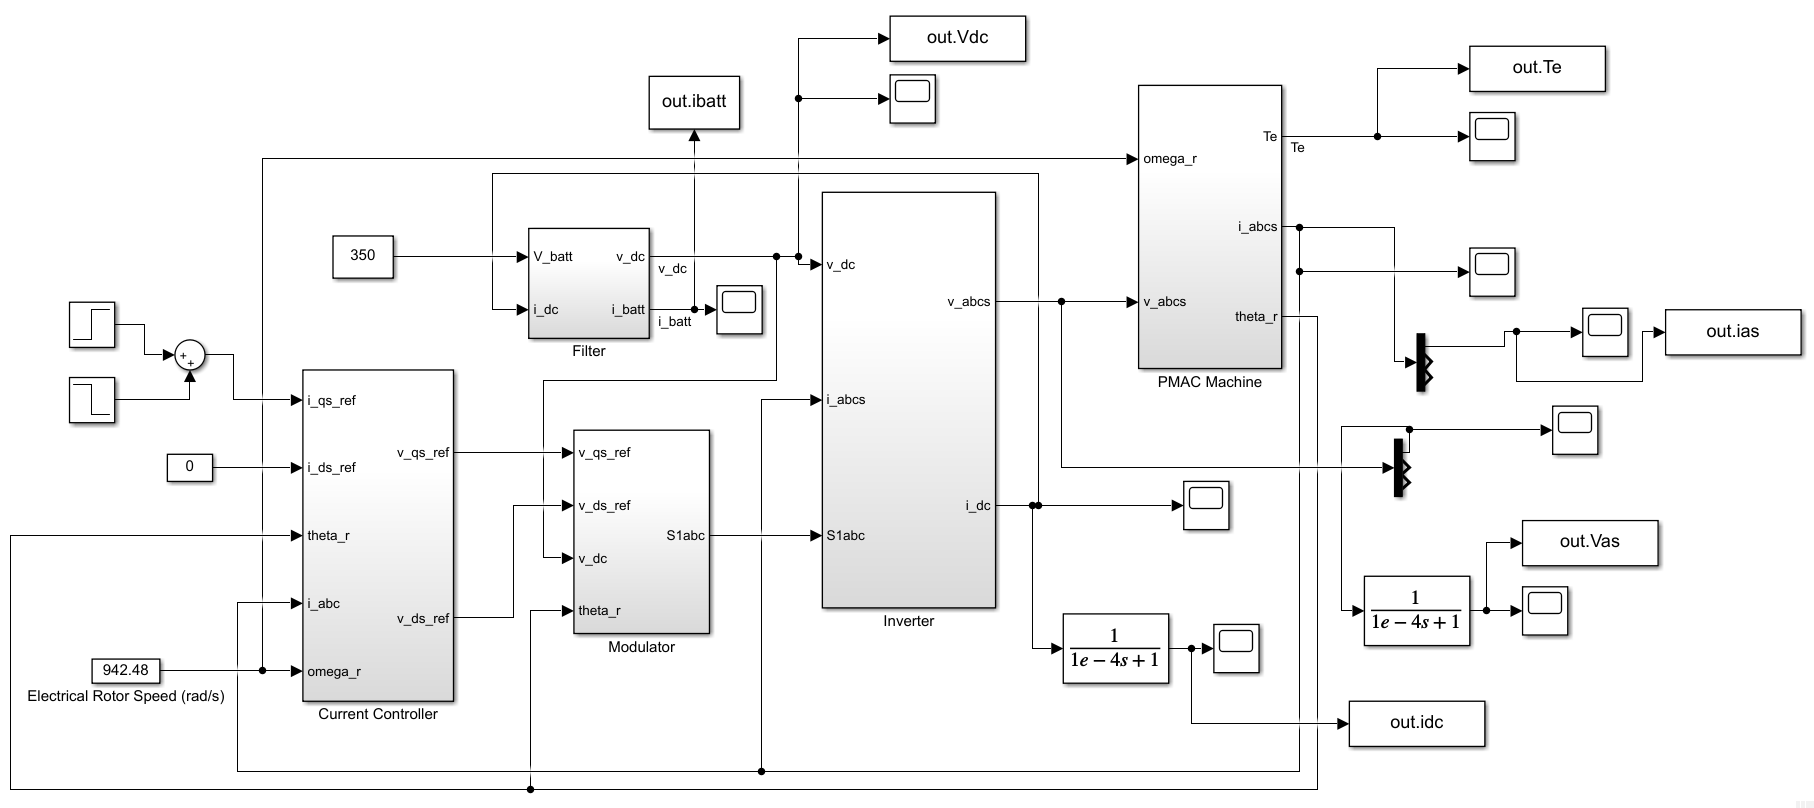 out.Vdc
out.ibatt
out.Te
omega_r
Te
Te
350
V_batt
v_dc
v_dc
i_dc
i_batt
i_batt
Filter
v_dc
v_abcs
i_abcs
i_dc
S1abc
Inverter
i_abcs
v_abcs
theta_r
PMAC Machine
out.ias
+
+
i_qs_ref
0
i_ds_ref
v_qs_ref
theta_r
i_abc
v_ds_ref
942.48
omega_r
Electrical Rotor Speed (rad/s)
Current Controller
v_qs_ref
v_ds_ref
S1abc
v_dc
theta_r
Modulator
out.Vas
1
1e − 4s + 1
1
1e − 4s + 1
out.idc